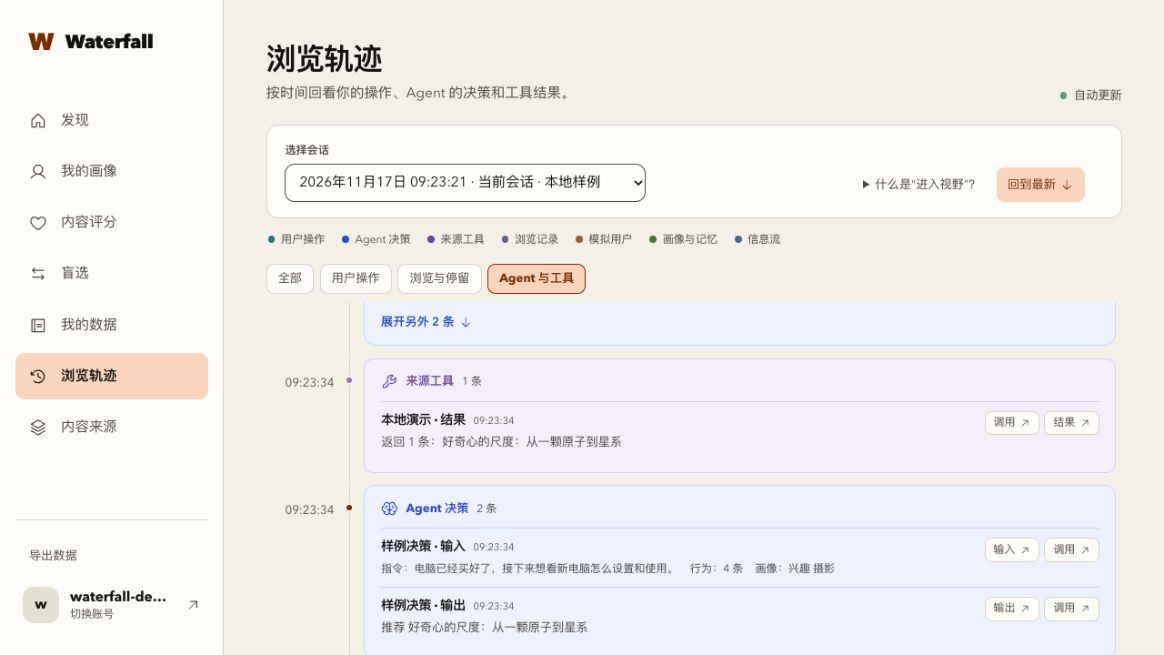 W Waterfall
发现
我的画像
内容评分
盲选
我的数据
浏览轨迹
内容来源
导出数据
w
waterfall-de...
切换账号
浏览轨迹
按时间回看你的操作、Agent 的决策和工具结果。
自动更新
选择会话
2026年11月17日 09:23:21 · 当前会话 · 本地样例
什么是“进入视野”?
回到最新 ↓
用户操作 Agent 决策 来源工具 浏览记录 模拟用户 画像与记忆 信息流
全部 用户操作 浏览与停留 Agent 与工具
展开另外 2 条 ↓
09:23:34
来源工具 1 条
本地演示 · 结果 09:23:34
调用 ↗ 结果 ↗
返回 1 条：好奇心的尺度：从一颗原子到星系
09:23:34
Agent 决策 2 条
样例决策 · 输入 09:23:34
输入 ↗ 调用 ↗
指令：电脑已经买好了，接下来想看新电脑怎么设置和使用。 行为：4 条 画像：兴趣 摄影
样例决策 · 输出 09:23:34
输出 ↗ 调用 ↗
推荐 好奇心的尺度：从一颗原子到星系